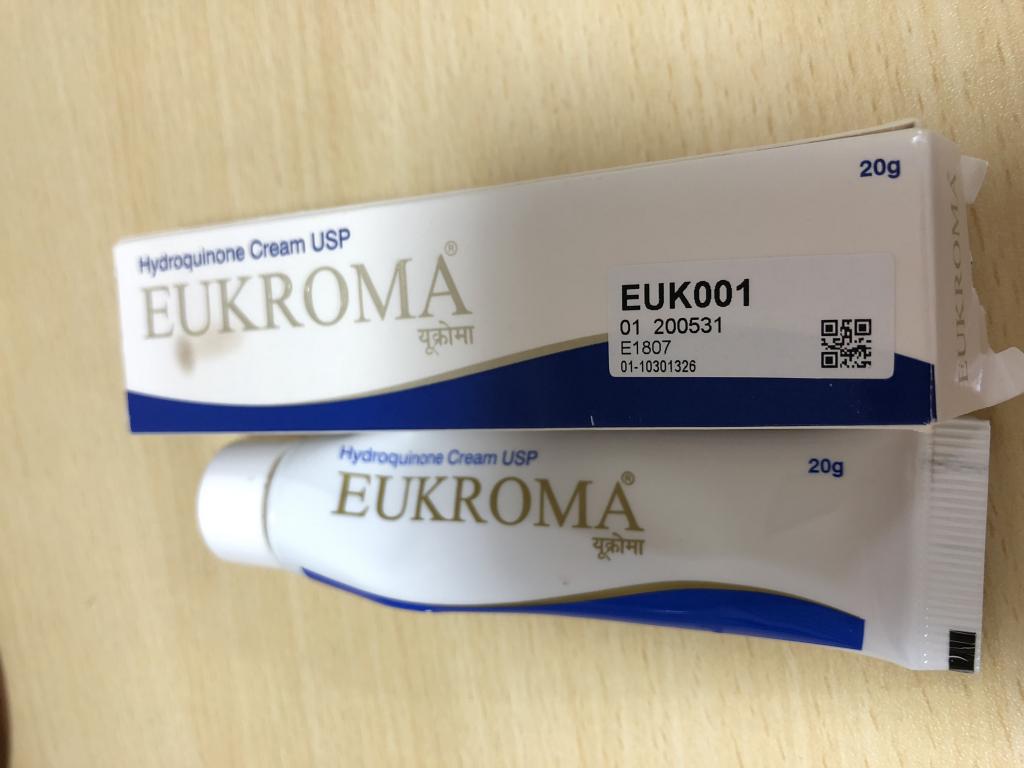 20g
Hydroquinone Cream USP
EUKROMA®
यूक्रोमा
EUK001
01 200531
E1807
01-10301326
EUKROMA
Hydroquinone Cream USP
20g
EUKROMA®
यूक्रोमा